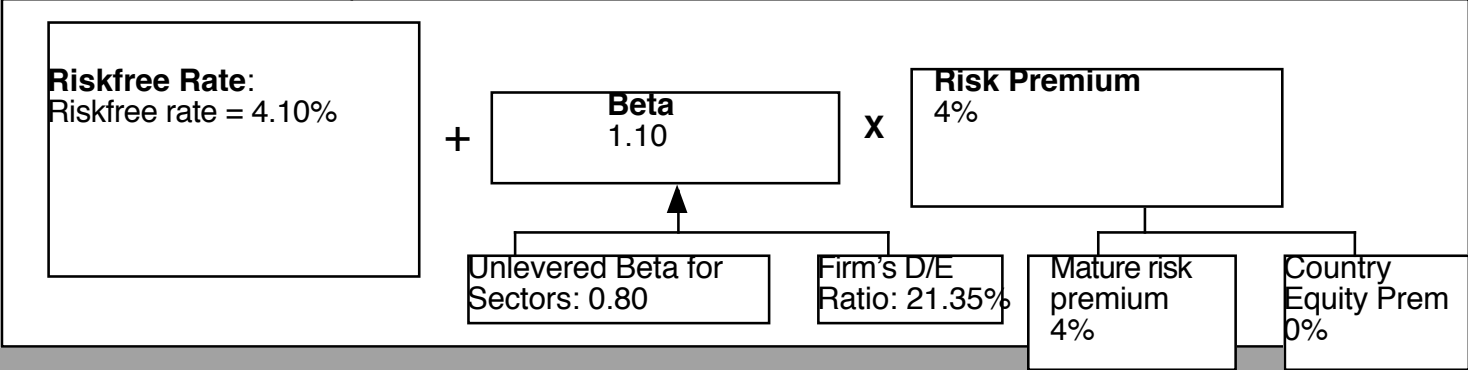 Riskfree Rate:
Riskfree rate = 4.10%
+
Beta
1.10
X
Risk Premium
4%
Unlevered Beta for
Sectors: 0.80
Firm's D/E
Ratio: 21.35%
Mature risk
premium
4%
Country
Equity Prem
0%